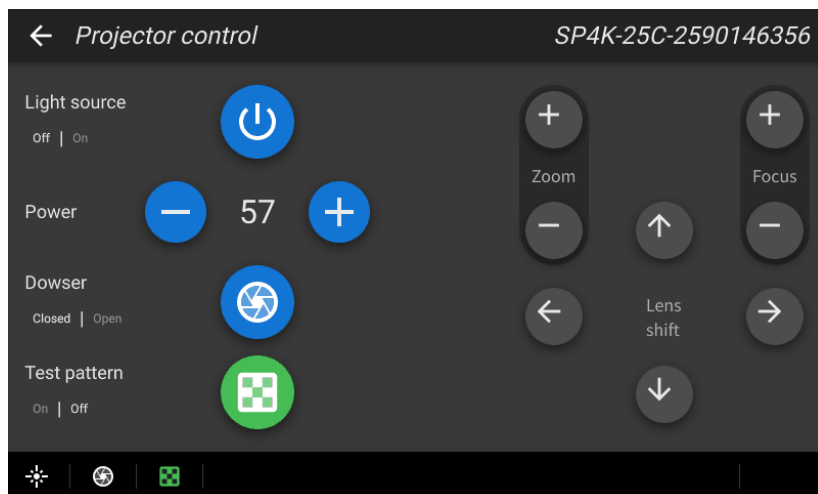 Projector control
SP4K-25C-2590146356
Light source
Off | On
Power
57
Dowser
Closed | Open
Test pattern
On | Off
Zoom
Focus
Lens
shift